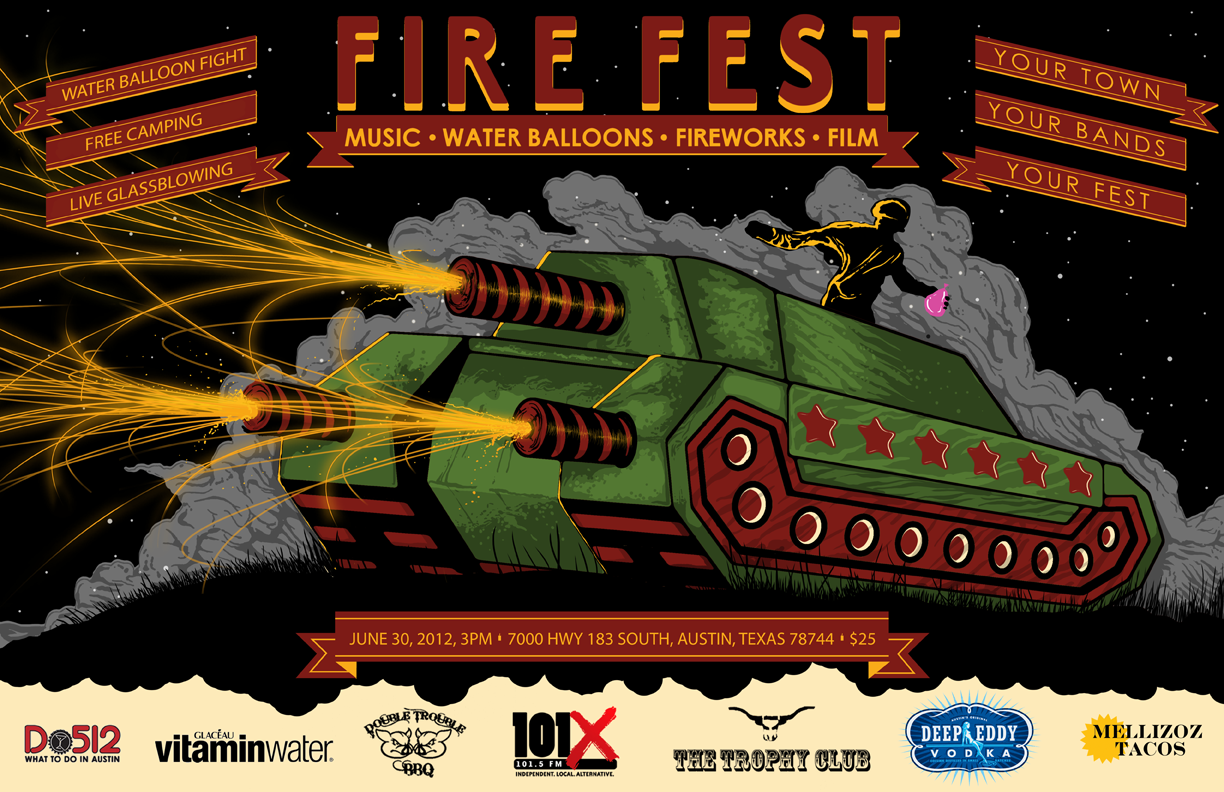 FIRE FEST
MUSIC • WATER BALLOONS • FIREWORKS • FILM
WATER BALLOON FIGHT
FREE CAMPING
LIVE GLASSBLOWING
YOUR TOWN
YOUR BANDS
YOUR FEST
JUNE 30, 2012, 3PM • 7000 HWY 183 SOUTH, AUSTIN, TEXAS 78744 • $25
DO512
WHAT TO DO IN AUSTIN
GLACÉAU
vitaminwater®
DOUBLE TROUBLE
BBQ
101X
101.5 FM
INDEPENDENT. LOCAL. ALTERNATIVE.
THE TROPHY CLUB
AUSTIN'S ORIGINAL
DEEP EDDY
VODKA
MELLIZOZ
TACOS